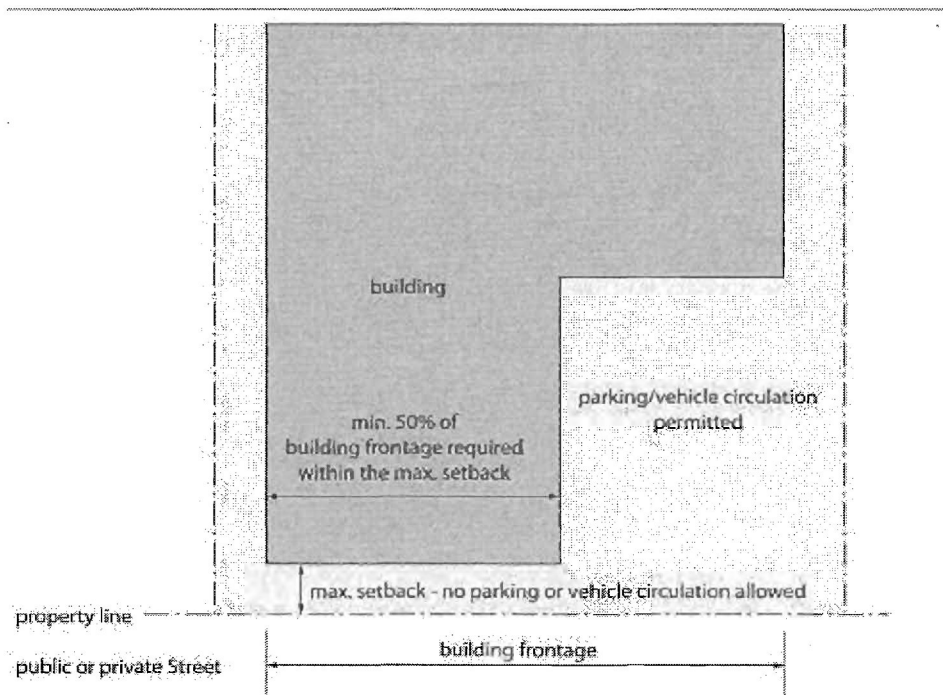 building
parking/vehicle circulation
permitted
min. 50% of
building frontage required
within the max. setback
max. setback - no parking or vehicle circulation allowed
property line
building frontage
public or private Street